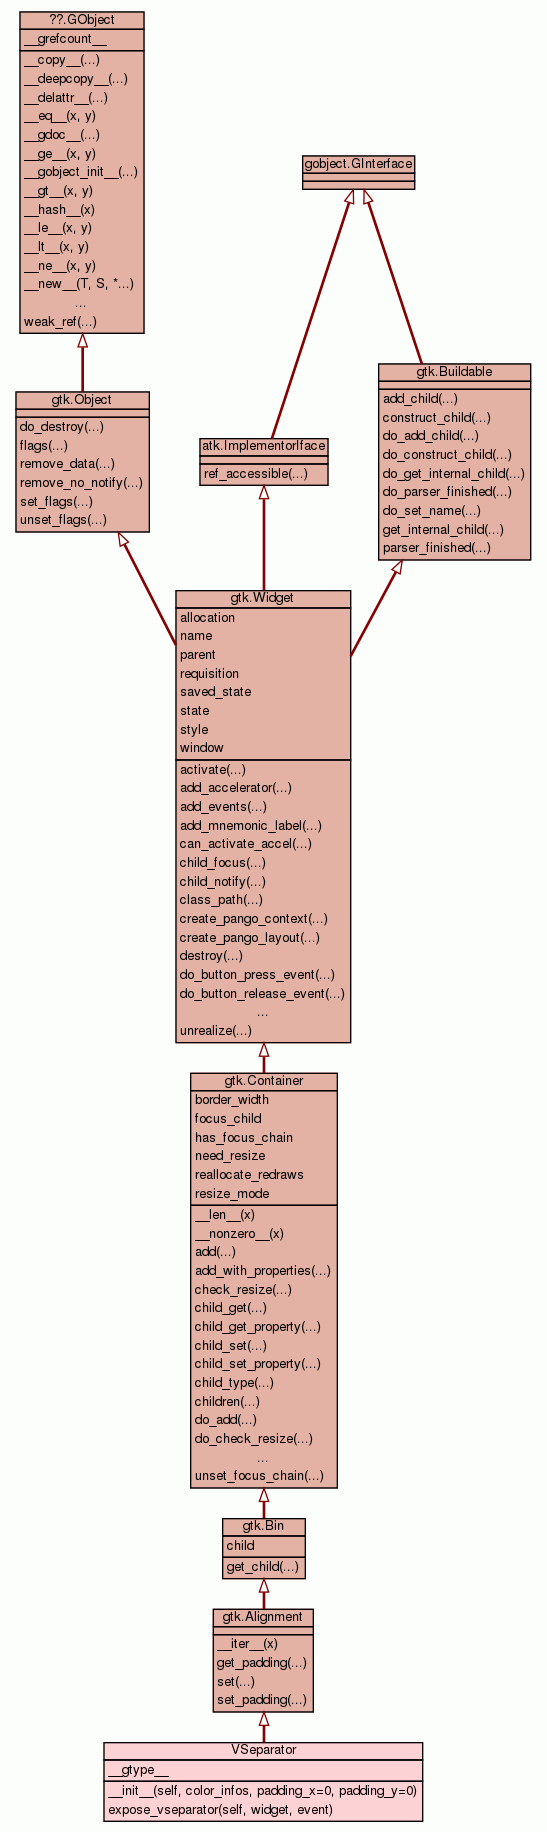 ??.GObject
__grefcount__
__copy__(...)
__deepcopy__(...)
__delattr__(...)
__eq__(x, y)
__gdoc__(...)
__ge__(x, y)
__gobject_init__(...)
__gt__(x, y)
__hash__(x)
__le__(x, y)
__lt__(x, y)
__ne__(x, y)
__new__(T, S, *...)
...
weak_ref(...)
gobject.GInterface
gtk.Object
do_destroy(...)
flags(...)
remove_data(...)
remove_no_notify(...)
set_flags(...)
unset_flags(...)
atk.ImplementorIface
ref_accessible(...)
gtk.Buildable
add_child(...)
construct_child(...)
do_add_child(...)
do_construct_child(...)
do_get_internal_child(...)
do_parser_finished(...)
do_set_name(...)
get_internal_child(...)
parser_finished(...)
gtk.Widget
allocation
name
parent
requisition
saved_state
state
style
window
activate(...)
add_accelerator(...)
add_events(...)
add_mnemonic_label(...)
can_activate_accel(...)
child_focus(...)
child_notify(...)
class_path(...)
create_pango_context(...)
create_pango_layout(...)
destroy(...)
do_button_press_event(...)
do_button_release_event(...)
...
unrealize(...)
gtk.Container
border_width
focus_child
has_focus_chain
need_resize
reallocate_redraws
resize_mode
__len__(x)
__nonzero__(x)
add(...)
add_with_properties(...)
check_resize(...)
child_get(...)
child_get_property(...)
child_set(...)
child_set_property(...)
child_type(...)
children(...)
do_add(...)
do_check_resize(...)
...
unset_focus_chain(...)
gtk.Bin
child
get_child(...)
gtk.Alignment
__iter__(x)
get_padding(...)
set(...)
set_padding(...)
VSeparator
__gtype__
__init__(self, color_infos, padding_x=0, padding_y=0)
expose_vseparator(self, widget, event)